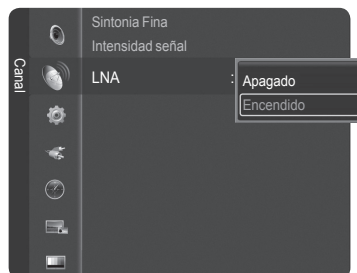 Canal
Sintonia Fina
Intensidad señal
LNA : Apagado
Encendido